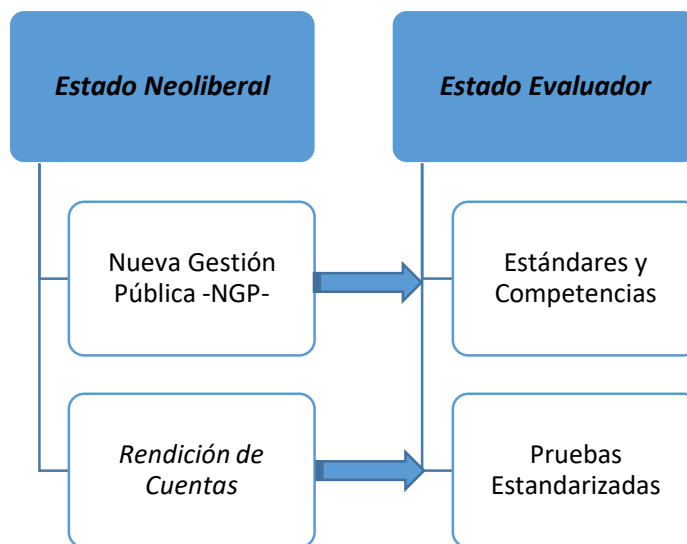 Estado Neoliberal
Estado Evaluador
Nueva Gestión
Pública -NGP-
Estándares y
Competencias
Rendición de
Cuentas
Pruebas
Estandarizadas